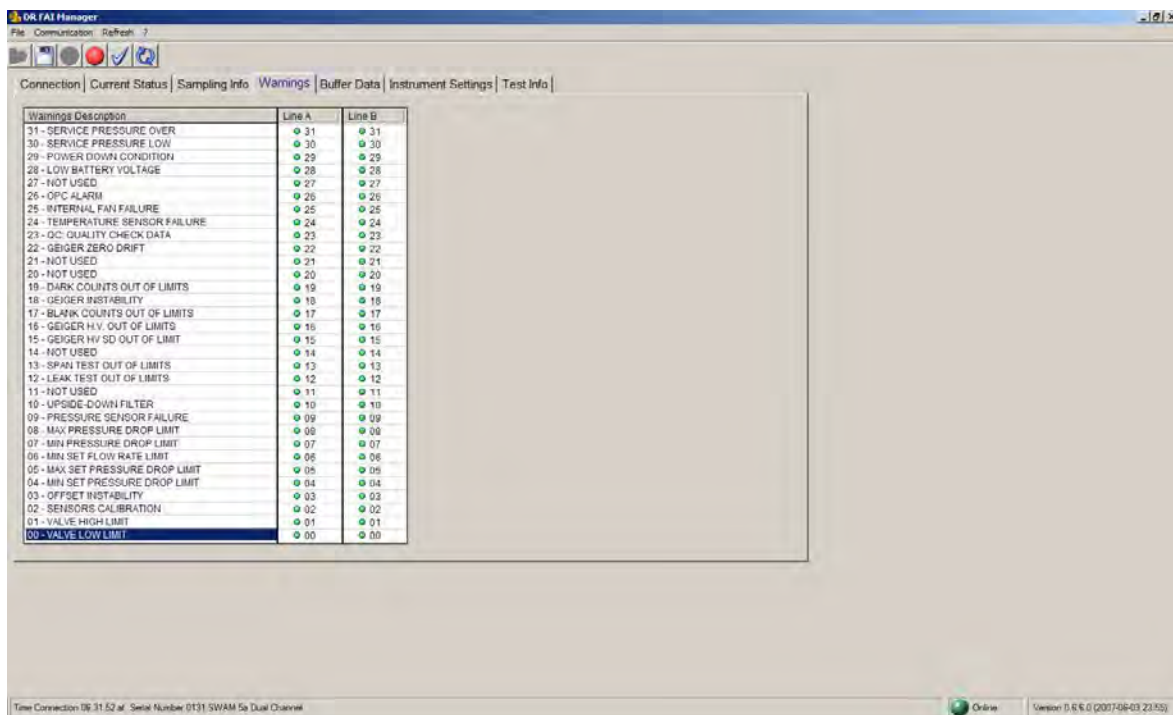 DR FAI Manager
File Communication Refresh ?
Connection Current Status Sampling Info Warnings Buffer Data Instrument Settings Test Info
Warnings Description Line A Line B
31 - SERVICE PRESSURE OVER 31 31
30 - SERVICE PRESSURE LOW 30 30
29 - POWER DOWN CONDITION 29 29
28 - LOW BATTERY VOLTAGE 28 28
27 - NOT USED 27 27
26 - OPC ALARM 26 26
25 - INTERNAL FAN FAILURE 25 25
24 - TEMPERATURE SENSOR FAILURE 24 24
23 - QC: QUALITY CHECK DATA 23 23
22 - GEIGER ZERO DRIFT 22 22
21 - NOT USED 21 21
20 - NOT USED 20 20
19 - DARK COUNTS OUT OF LIMITS 19 19
18 - GEIGER INSTABILITY 18 18
17 - BLANK COUNTS OUT OF LIMITS 17 17
16 - GEIGER H.V. OUT OF LIMITS 16 16
15 - GEIGER HV SD OUT OF LIMIT 15 15
14 - NOT USED 14 14
13 - SPAN TEST OUT OF LIMITS 13 13
12 - LEAK TEST OUT OF LIMITS 12 12
11 - NOT USED 11 11
10 - UPSIDE-DOWN FILTER 10 10
09 - PRESSURE SENSOR FAILURE 09 09
08 - MAX PRESSURE DROP LIMIT 08 08
07 - MIN PRESSURE DROP LIMIT 07 07
06 - MIN SET FLOW RATE LIMIT 06 06
05 - MAX SET PRESSURE DROP LIMIT 05 05
04 - MIN SET PRESSURE DROP LIMIT 04 04
03 - OFFSET INSTABILITY 03 03
02 - SENSORS CALIBRATION 02 02
01 - VALVE HIGH LIMIT 01 01
00 - VALVE LOW LIMIT 00 00
Time Connection 06.31.52 at Serial Number 0131 SWAM 5a Dual Channel Online Version 0.6.6.0 (2007-06-03 23:55)